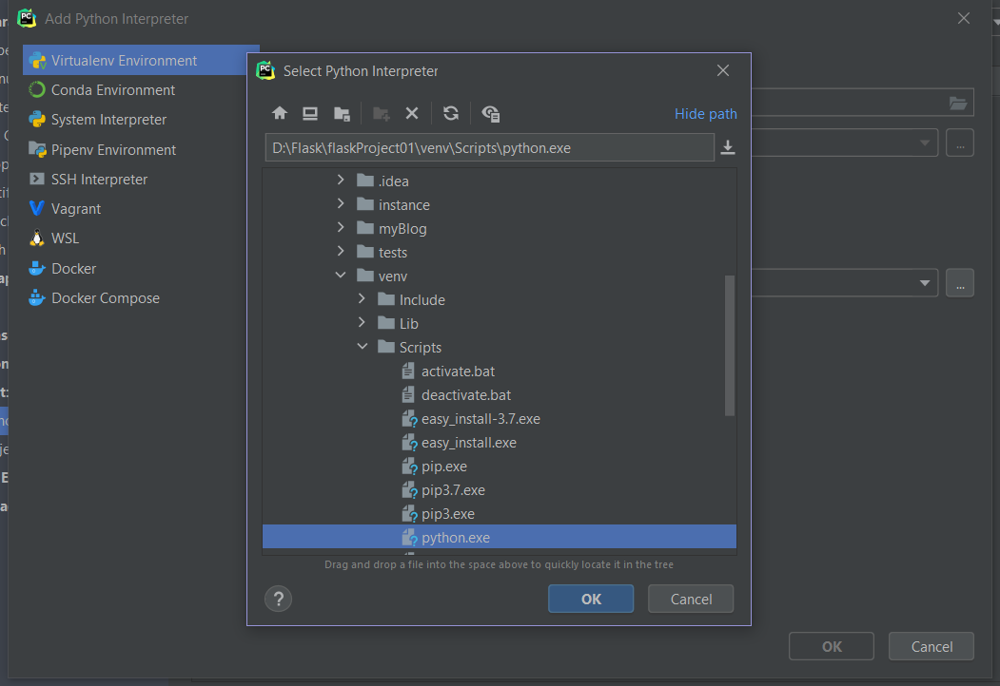 Add Python Interpreter
Virtualenv Environment
Conda Environment
System Interpreter
Pipenv Environment
SSH Interpreter
Vagrant
WSL
Docker
Docker Compose
PC
Select Python Interpreter
Hide path
D:\Flask\flaskProject01\venv\Scripts\python.exe
.idea
instance
myBlog
tests
venv
Include
Lib
Scripts
activate.bat
deactivate.bat
easy_install-3.7.exe
easy_install.exe
pip.exe
pip3.7.exe
pip3.exe
python.exe
Drag and drop a file into the space above to quickly locate it in the tree
?
OK
Cancel
...
...
OK
Cancel